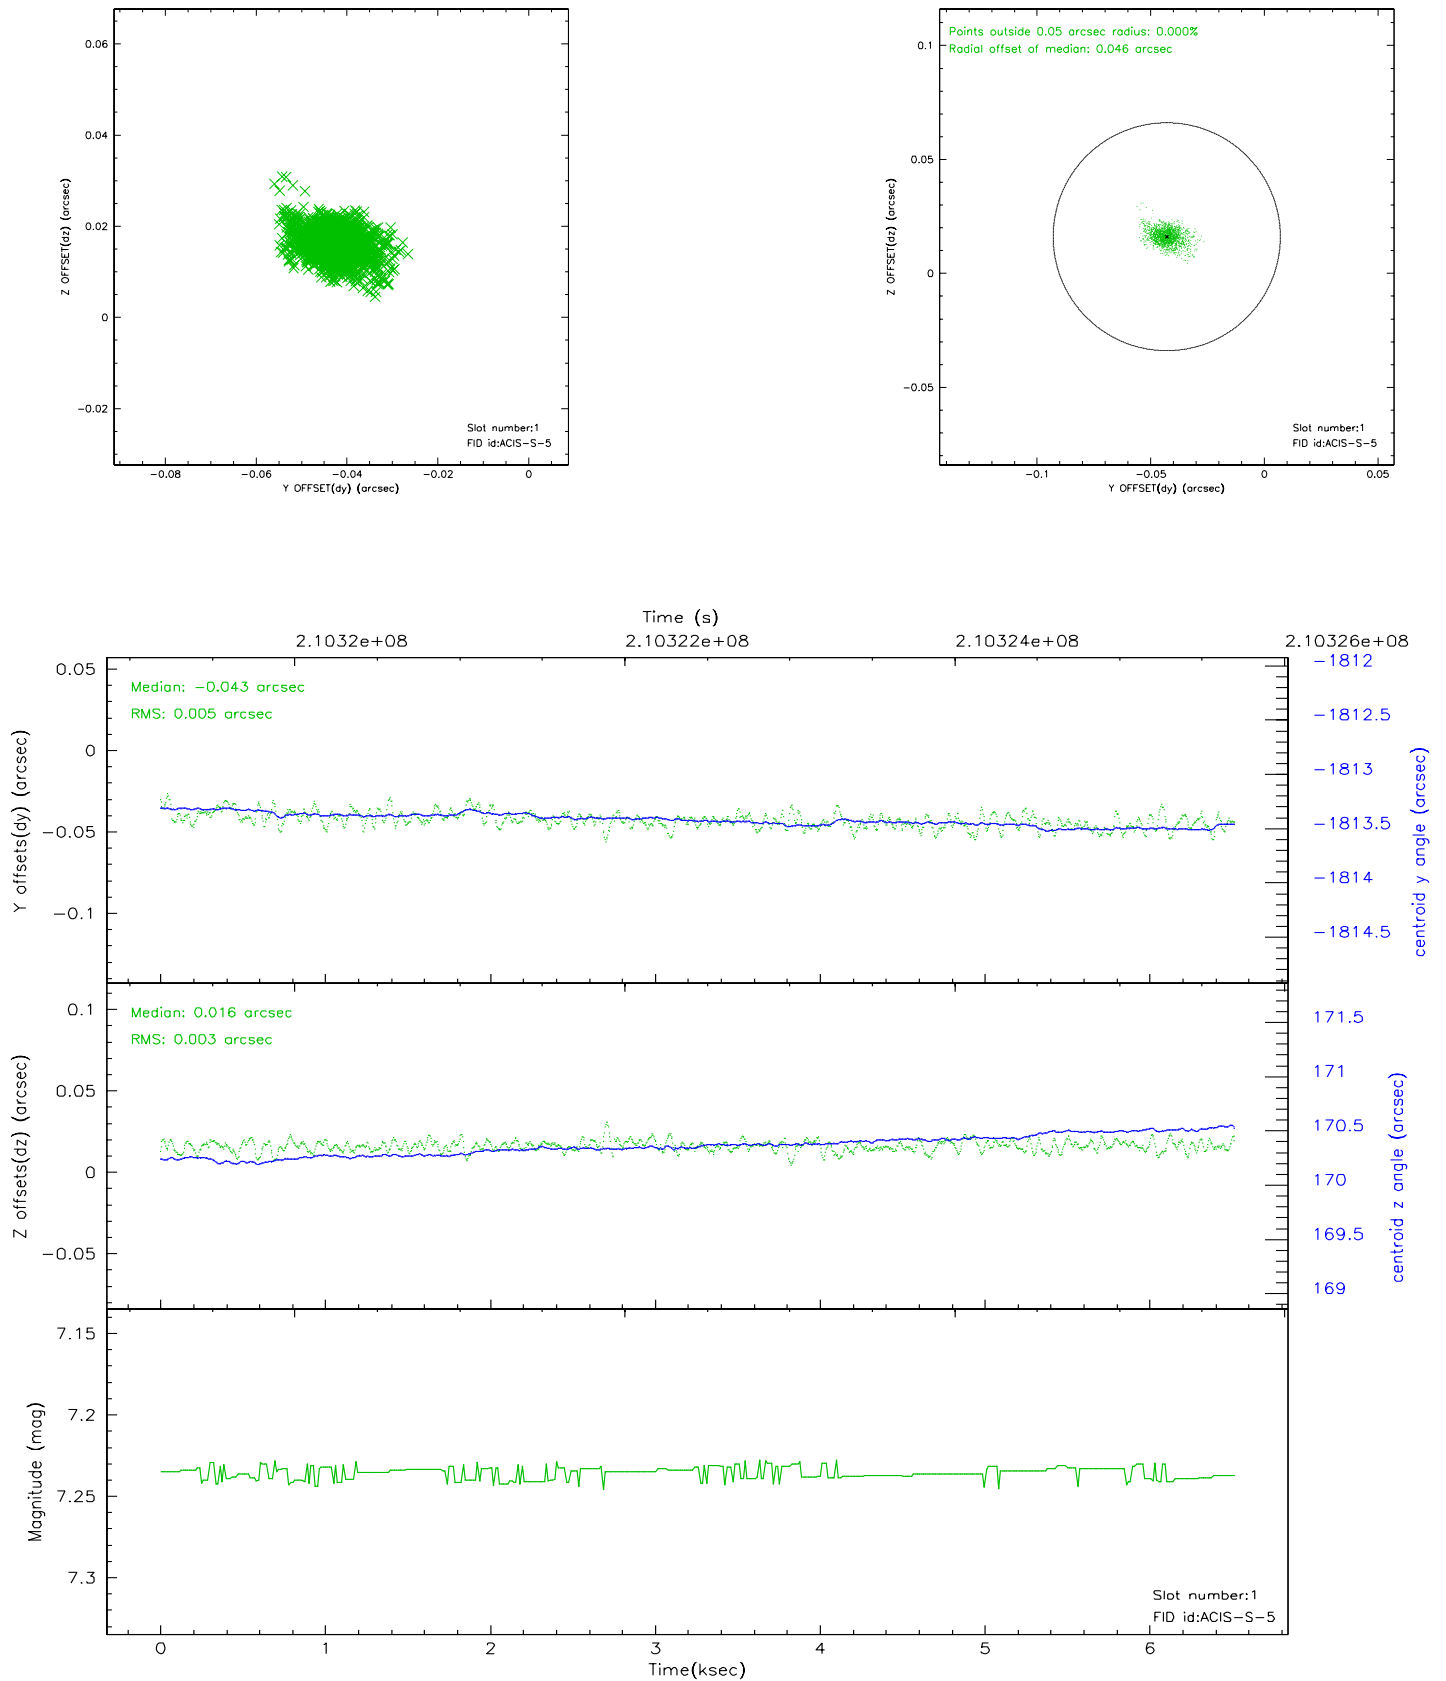 0.06
0.04
0.02
0
-0.02
Z OFFSET(dz) (arcsec)
Slot number:1
FID id:ACIS-S-5
-0.08 -0.06 -0.04 -0.02 0
Y OFFSET(dy) (arcsec)
Points outside 0.05 arcsec radius: 0.000%
Radial offset of median: 0.046 arcsec
0.1
0.05
0
-0.05
Z OFFSET(dz) (arcsec)
Slot number:1
FID id:ACIS-S-5
-0.1 -0.05 0 0.05
Y OFFSET(dy) (arcsec)
Time (s)
2.1032e+08 2.10322e+08 2.10324e+08 2.10326e+08
Median: -0.043 arcsec
RMS: 0.005 arcsec
0.05
0
-0.05
-0.1
Y offsets(dy) (arcsec)
-1812
-1812.5
-1813
-1813.5
-1814
-1814.5
centroid y angle (arcsec)
Median: 0.016 arcsec
RMS: 0.003 arcsec
0.1
0.05
0
-0.05
Z offsets(dz) (arcsec)
171.5
171
170.5
170
169.5
169
centroid z angle (arcsec)
7.15
7.2
7.25
7.3
Magnitude (mag)
Slot number:1
FID id:ACIS-S-5
0 1 2 3 4 5 6
Time(ksec)